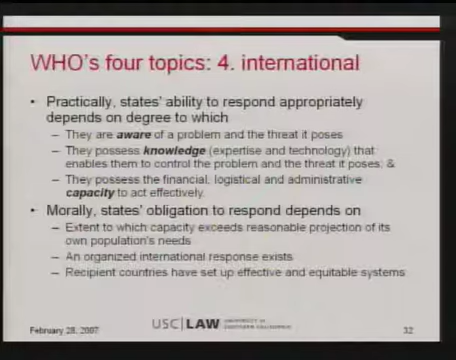 WHO's four topics: 4. international
• Practically, states' ability to respond appropriately
depends on degree to which
– They are aware of a problem and the threat it poses
– They possess knowledge (expertise and technology) that
enables them to control the problem and the threat it poses; &
– They possess the financial, logistical and administrative
capacity to act effectively.
• Morally, states' obligation to respond depends on
– Extent to which capacity exceeds reasonable projection of its
own population's needs
– An organized international response exists
– Recipient countries have set up effective and equitable systems
February 28, 2007
USC|LAW UNIVERSITY OF
SOUTHERN CALIFORNIA
32